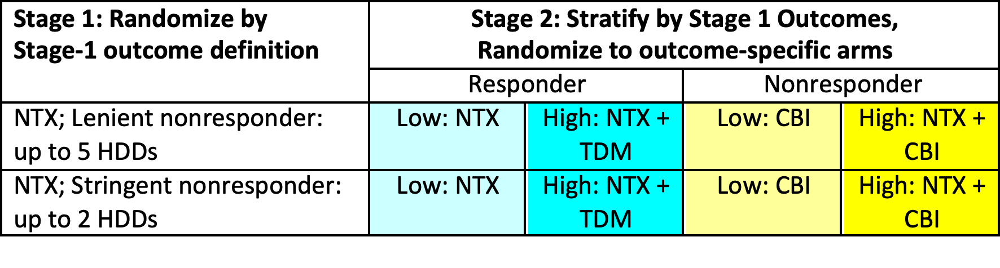 Stage 1: Randomize by
Stage-1 outcome definition
Stage 2: Stratify by Stage 1 Outcomes,
Randomize to outcome-specific arms
Responder
Nonresponder
NTX; Lenient nonresponder:
up to 5 HDDs
Low: NTX
High: NTX +
TDM
Low: CBI
High: NTX +
CBI
NTX; Stringent nonresponder:
up to 2 HDDs
Low: NTX
High: NTX +
TDM
Low: CBI
High: NTX +
CBI